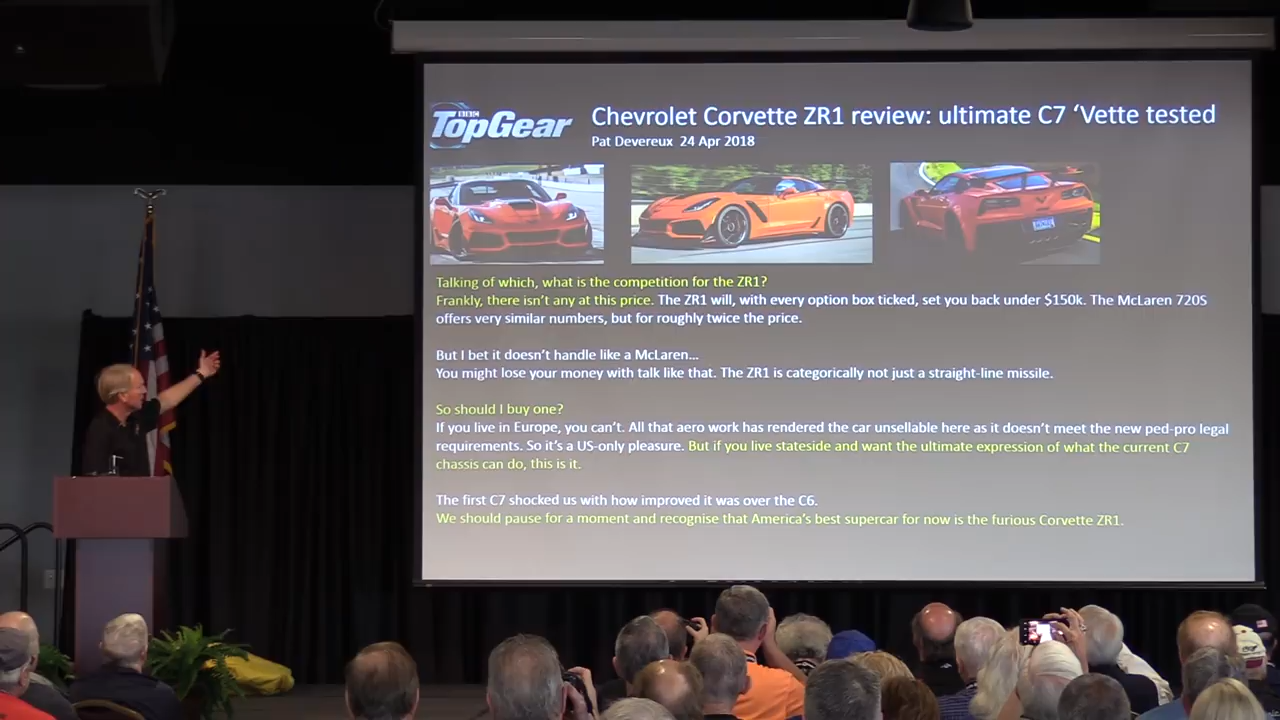 BBC
TopGear
Chevrolet Corvette ZR1 review: ultimate C7 ‘Vette tested
Pat Devereux 24 Apr 2018
Talking of which, what is the competition for the ZR1?
Frankly, there isn’t any at this price. The ZR1 will, with every option box ticked, set you back under $150k. The McLaren 720S
offers very similar numbers, but for roughly twice the price.
But I bet it doesn’t handle like a McLaren…
You might lose your money with talk like that. The ZR1 is categorically not just a straight-line missile.
So should I buy one?
If you live in Europe, you can’t. All that aero work has rendered the car unsellable here as it doesn’t meet the new ped-pro legal
requirements. So it’s a US-only pleasure. But if you live stateside and want the ultimate expression of what the current C7
chassis can do, this is it.
The first C7 shocked us with how improved it was over the C6.
We should pause for a moment and recognise that America’s best supercar for now is the furious Corvette ZR1.